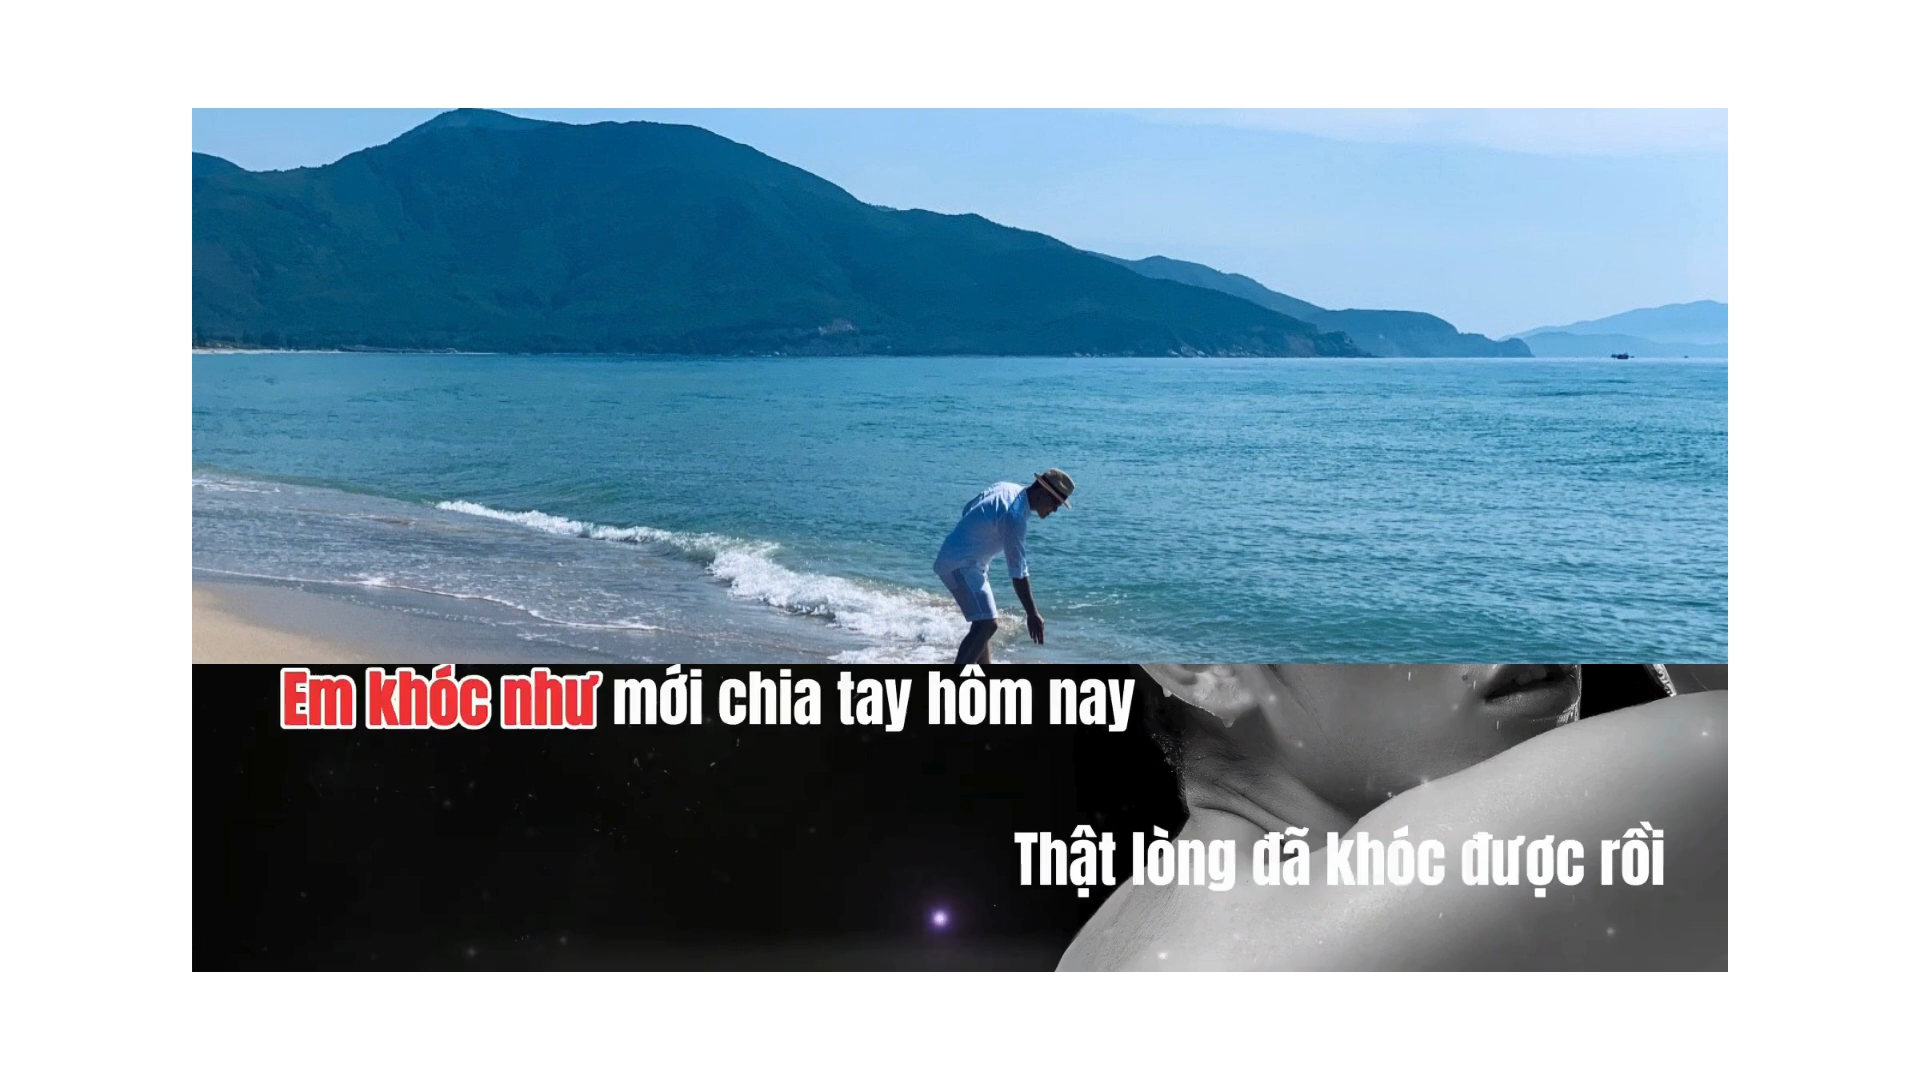 Em khóc như mới chia tay hôm nay
Thật lòng đã khóc được rồi